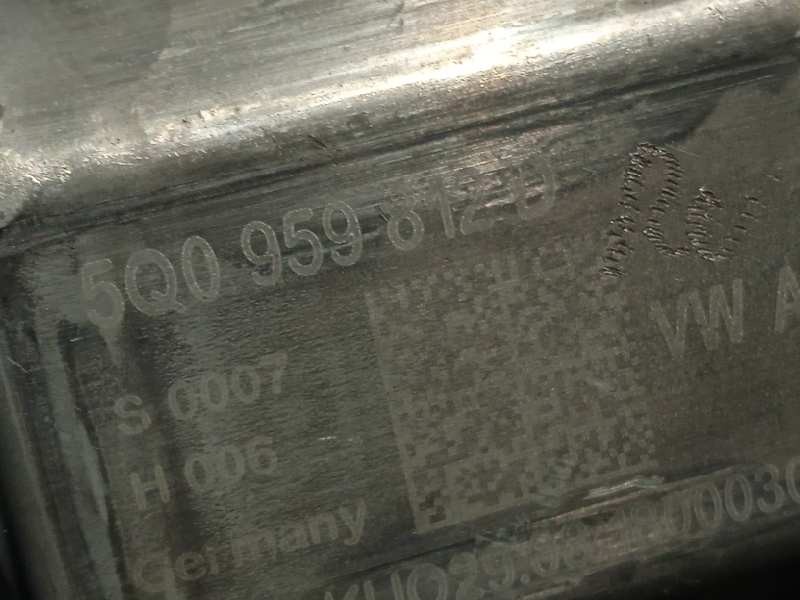 5Q0 959 812 D
VW A
S 0007
H 006
Germany